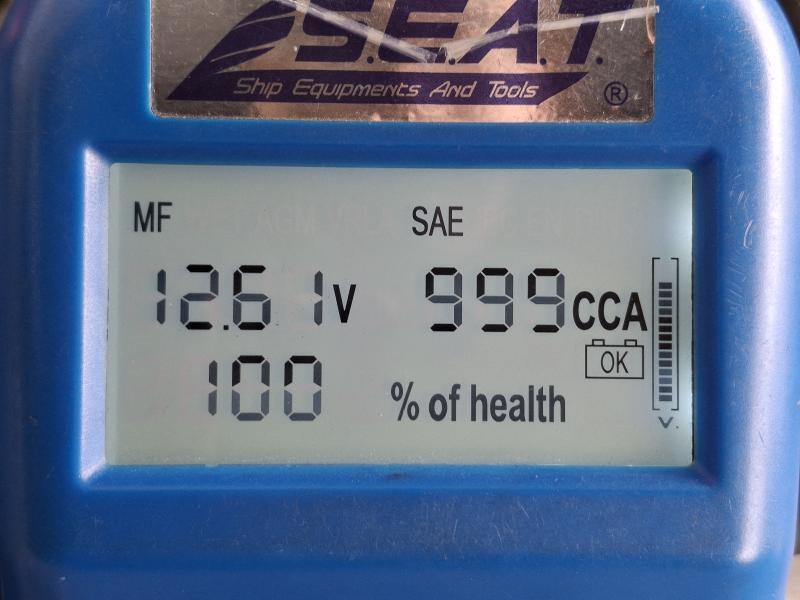 S.E.A.T.
Ship Equipments And Tools ®
MF SAE
12.61V 999CCA
OK
100 % of health
V.